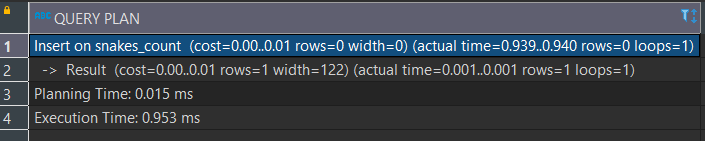 REC QUERY PLAN
1 Insert on snakes_count (cost=0.00..0.01 rows=0 width=0) (actual time=0.939..0.940 rows=0 loops=1)
2 -> Result (cost=0.00..0.01 rows=1 width=122) (actual time=0.001..0.001 rows=1 loops=1)
3 Planning Time: 0.015 ms
4 Execution Time: 0.953 ms